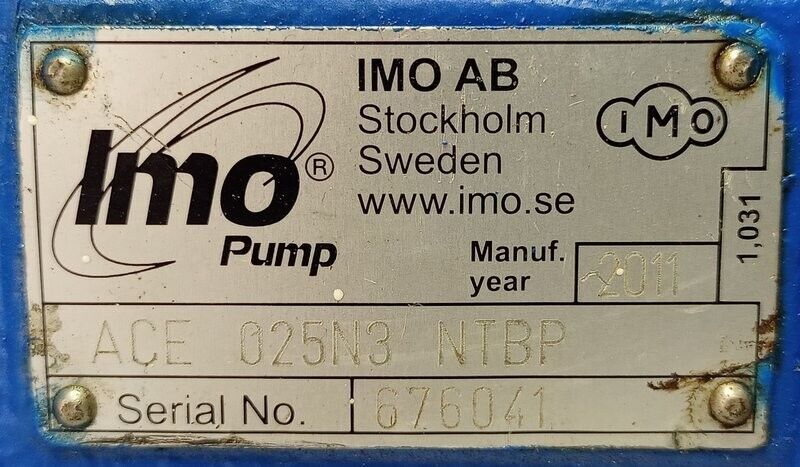 Imo®
Pump
IMO AB
Stockholm
Sweden
www.imo.se
IMO
1,031
Manuf.
year
2011
ACE 025N3 NTBP
Serial No. 676041